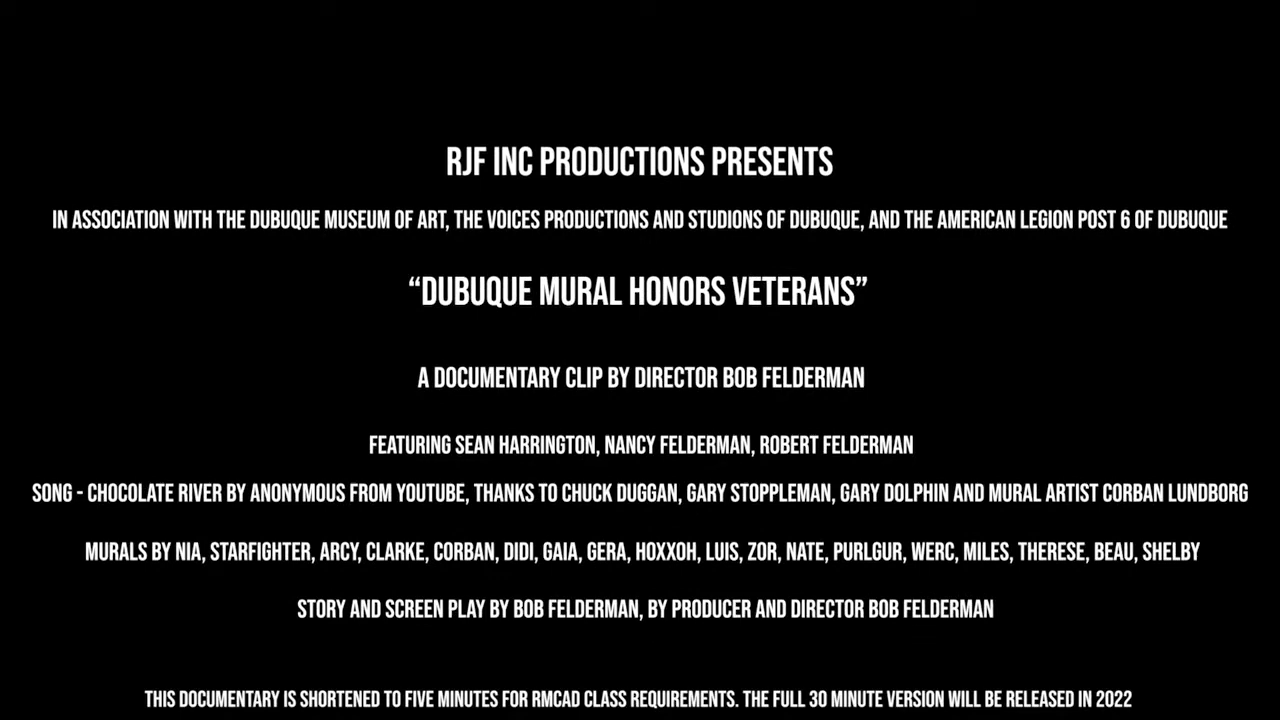 RJF INC PRODUCTIONS PRESENTS
IN ASSOCIATION WITH THE DUBUQUE MUSEUM OF ART, THE VOICES PRODUCTIONS AND STUDIONS OF DUBUQUE, AND THE AMERICAN LEGION POST 6 OF DUBUQUE
“DUBUQUE MURAL HONORS VETERANS”
A DOCUMENTARY CLIP BY DIRECTOR BOB FELDERMAN
FEATURING SEAN HARRINGTON, NANCY FELDERMAN, ROBERT FELDERMAN
SONG - CHOCOLATE RIVER BY ANONYMOUS FROM YOUTUBE, THANKS TO CHUCK DUGGAN, GARY STOPPLEMAN, GARY DOLPHIN AND MURAL ARTIST CORBAN LUNDBORG
MURALS BY NIA, STARFIGHTER, ARCY, CLARKE, CORBAN, DIDI, GAIA, GERA, HOXXOH, LUIS, ZOR, NATE, PURLGUR, WERC, MILES, THERESE, BEAU, SHELBY
STORY AND SCREEN PLAY BY BOB FELDERMAN, BY PRODUCER AND DIRECTOR BOB FELDERMAN
THIS DOCUMENTARY IS SHORTENED TO FIVE MINUTES FOR RMCAD CLASS REQUIREMENTS. THE FULL 30 MINUTE VERSION WILL BE RELEASED IN 2022